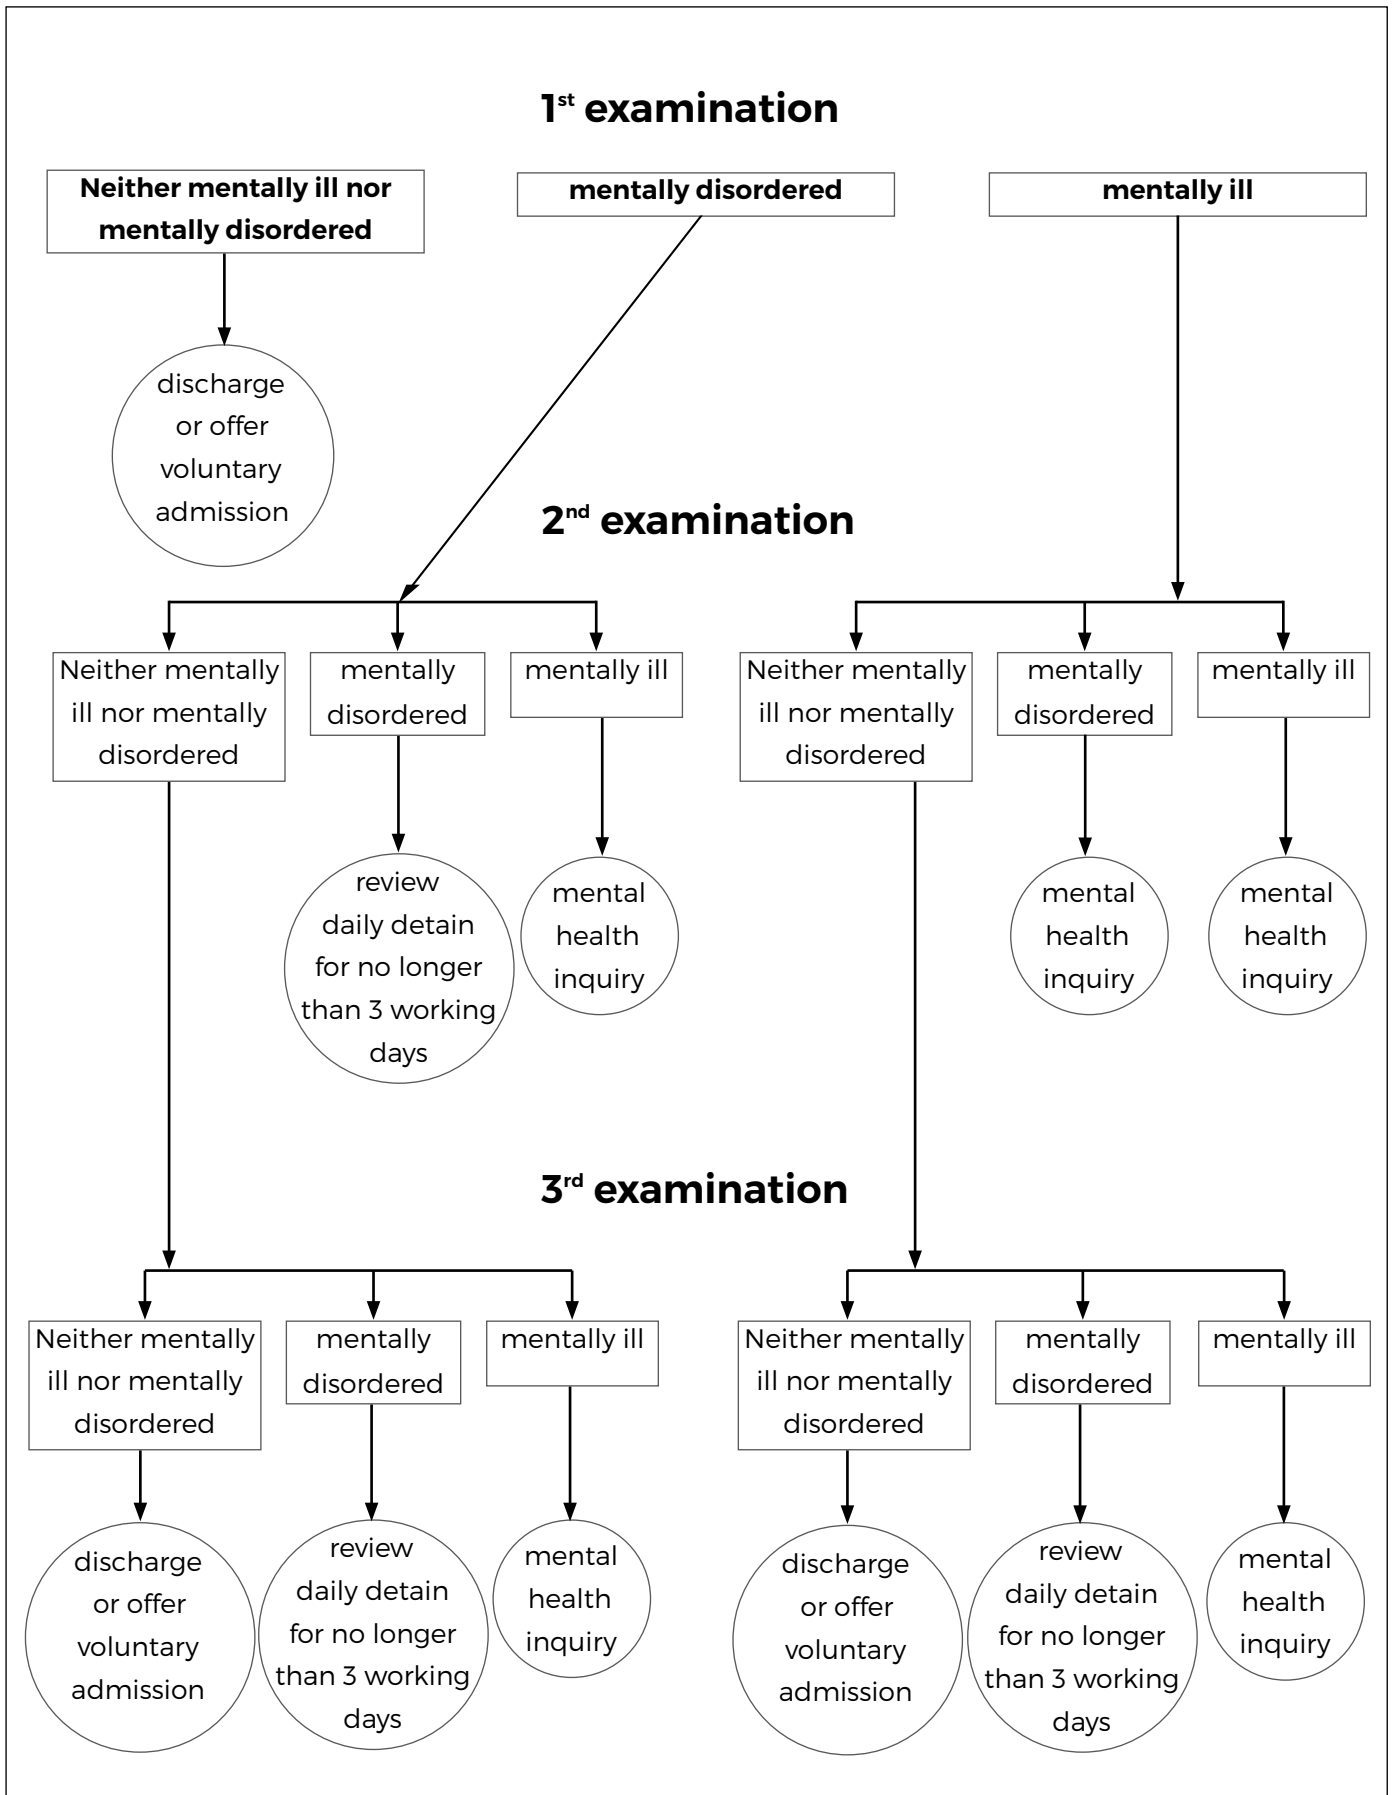 1st examination
Neither mentally ill nor
mentally disordered
mentally disordered
mentally ill
discharge
or offer
voluntary
admission
2nd examination
Neither mentally
ill nor mentally
disordered
mentally
disordered
mentally ill
Neither mentally
ill nor mentally
disordered
mentally
disordered
mentally ill
review
daily detain
for no longer
than 3 working
days
mental
health
inquiry
mental
health
inquiry
mental
health
inquiry
3rd examination
Neither mentally
ill nor mentally
disordered
mentally
disordered
mentally ill
Neither mentally
ill nor mentally
disordered
mentally
disordered
mentally ill
discharge
or offer
voluntary
admission
review
daily detain
for no longer
than 3 working
days
mental
health
inquiry
discharge
or offer
voluntary
admission
review
daily detain
for no longer
than 3 working
days
mental
health
inquiry